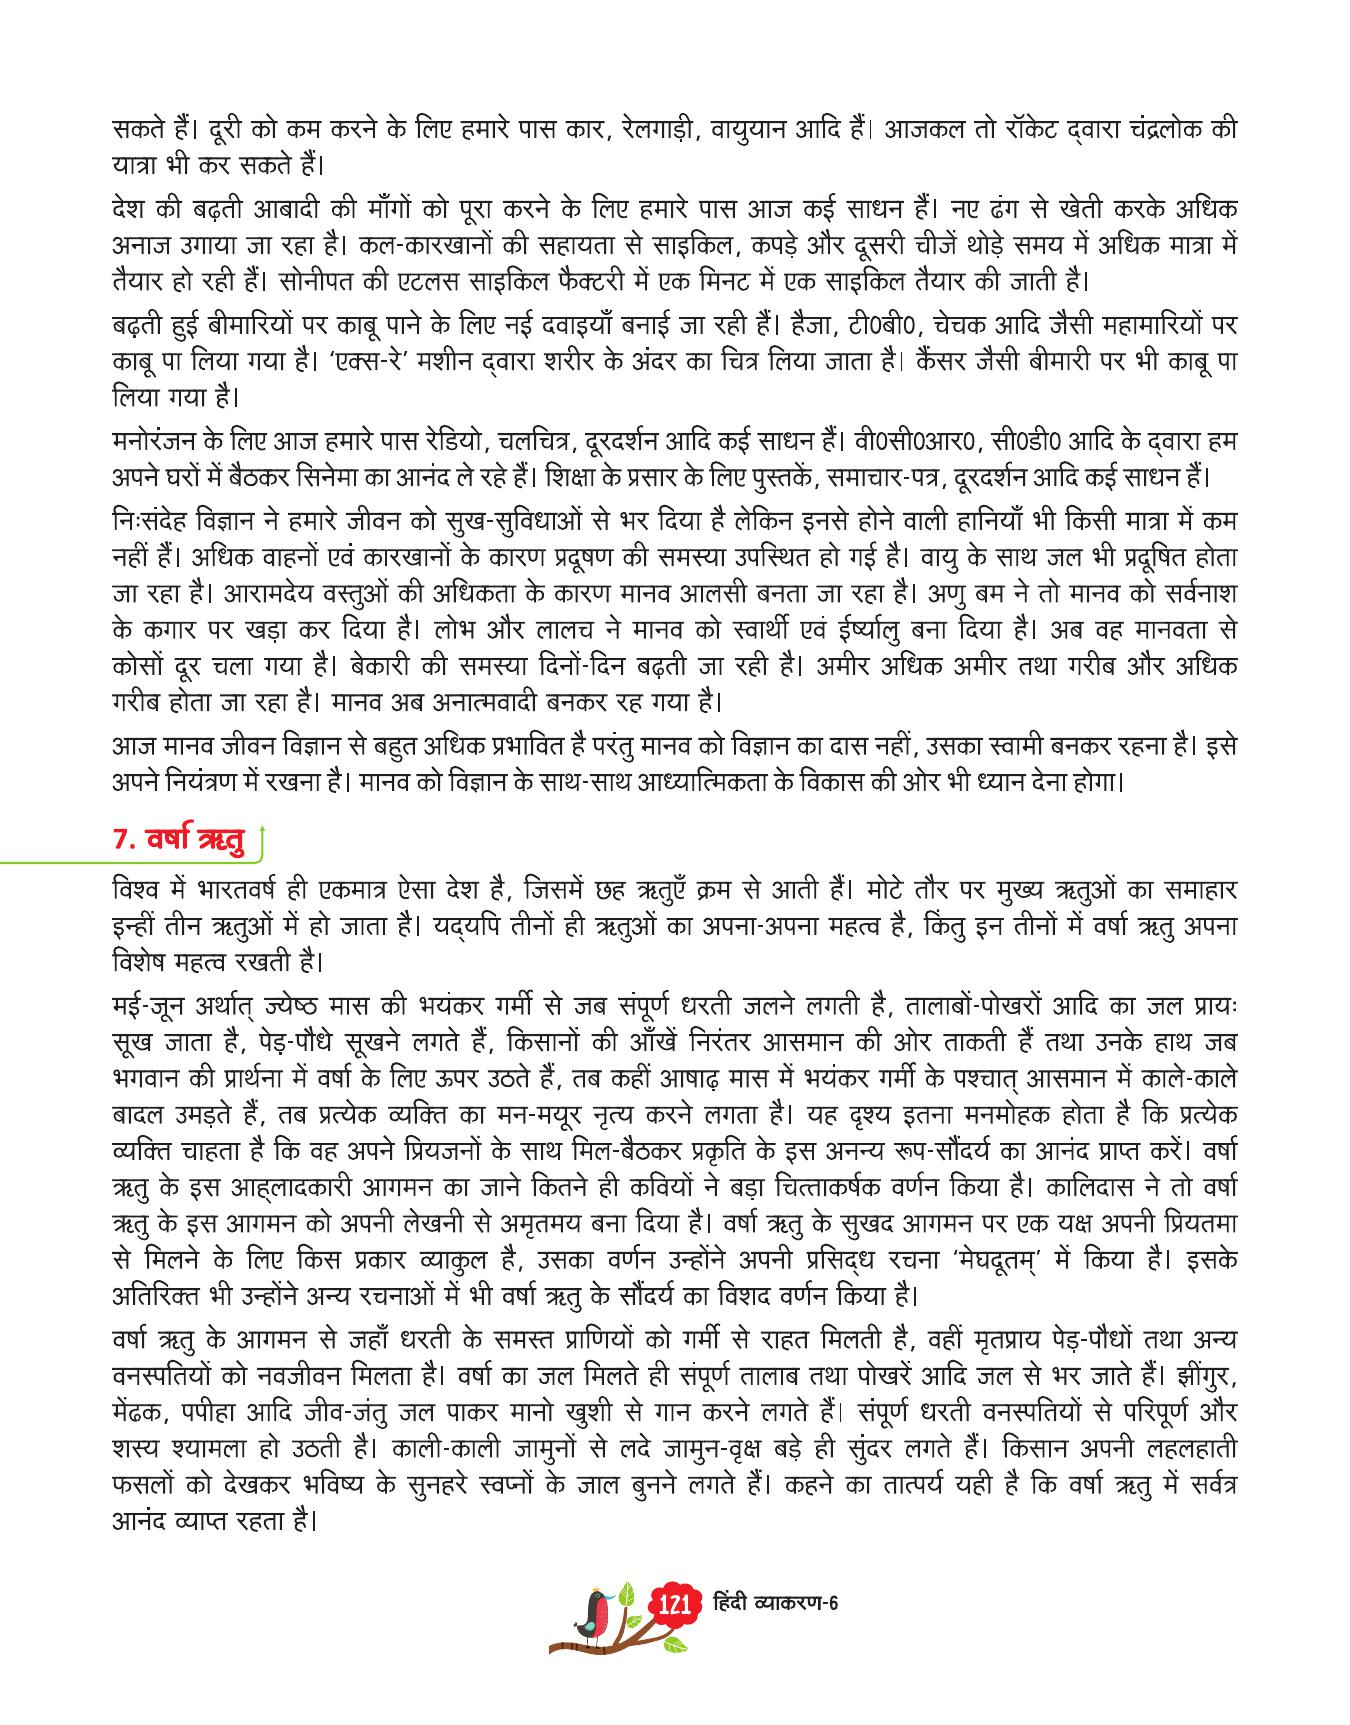 सकते हैं। दूरी को कम करने के लिए हमारे पास कार, रेलगाड़ी, वायुयान आदि हैं। आजकल तो रॉकेट द्वारा चंद्रलोक की
यात्रा भी कर सकते हैं।
देश की बढ़ती आबादी की माँगों को पूरा करने के लिए हमारे पास आज कई साधन हैं। नए ढंग से खेती करके अधिक
अनाज उगाया जा रहा है। कल-कारखानों की सहायता से साइकिल, कपड़े और दूसरी चीजें थोड़े समय में अधिक मात्रा में
तैयार हो रही हैं। सोनीपत की एटलस साइकिल फैक्टरी में एक मिनट में एक साइकिल तैयार की जाती है।
बढ़ती हुई बीमारियों पर काबू पाने के लिए नई दवाइयाँ बनाई जा रही हैं। हैजा, टी0बी0, चेचक आदि जैसी महामारियों पर
काबू पा लिया गया है। ‘एक्स-रे’ मशीन द्वारा शरीर के अंदर का चित्र लिया जाता है। कैंसर जैसी बीमारी पर भी काबू पा
लिया गया है।
मनोरंजन के लिए आज हमारे पास रेडियो, चलचित्र, दूरदर्शन आदि कई साधन हैं। वी0सी0आर0, सी0डी0 आदि के द्वारा हम
अपने घरों में बैठकर सिनेमा का आनंद ले रहे हैं। शिक्षा के प्रसार के लिए पुस्तकें, समाचार-पत्र, दूरदर्शन आदि कई साधन हैं।
निःसंदेह विज्ञान ने हमारे जीवन को सुख-सुविधाओं से भर दिया है लेकिन इनसे होने वाली हानियाँ भी किसी मात्रा में कम
नहीं हैं। अधिक वाहनों एवं कारखानों के कारण प्रदूषण की समस्या उपस्थित हो गई है। वायु के साथ जल भी प्रदूषित होता
जा रहा है। आरामदेय वस्तुओं की अधिकता के कारण मानव आलसी बनता जा रहा है। अणु बम ने तो मानव को सर्वनाश
के कगार पर खड़ा कर दिया है। लोभ और लालच ने मानव को स्वार्थी एवं ईर्ष्यालु बना दिया है। अब वह मानवता से
कोसों दूर चला गया है। बेकारी की समस्या दिनों-दिन बढ़ती जा रही है। अमीर अधिक अमीर तथा गरीब और अधिक
गरीब होता जा रहा है। मानव अब अनात्मवादी बनकर रह गया है।
आज मानव जीवन विज्ञान से बहुत अधिक प्रभावित है परंतु मानव को विज्ञान का दास नहीं, उसका स्वामी बनकर रहना है। इसे
अपने नियंत्रण में रखना है। मानव को विज्ञान के साथ-साथ आध्यात्मिकता के विकास की ओर भी ध्यान देना होगा।
7. वर्षा ऋतु
विश्व में भारतवर्ष ही एकमात्र ऐसा देश है, जिसमें छह ऋतुएँ क्रम से आती हैं। मोटे तौर पर मुख्य ऋतुओं का समाहार
इन्हीं तीन ऋतुओं में हो जाता है। यद्यपि तीनों ही ऋतुओं का अपना-अपना महत्व है, किंतु इन तीनों में वर्षा ऋतु अपना
विशेष महत्व रखती है।
मई-जून अर्थात् ज्येष्ठ मास की भयंकर गर्मी से जब संपूर्ण धरती जलने लगती है, तालाबों-पोखरों आदि का जल प्रायः
सूख जाता है, पेड़-पौधे सूखने लगते हैं, किसानों की आँखें निरंतर आसमान की ओर ताकती हैं तथा उनके हाथ जब
भगवान की प्रार्थना में वर्षा के लिए ऊपर उठते हैं, तब कहीं आषाढ़ मास में भयंकर गर्मी के पश्चात् आसमान में काले-काले
बादल उमड़ते हैं, तब प्रत्येक व्यक्ति का मन-मयूर नृत्य करने लगता है। यह दृश्य इतना मनमोहक होता है कि प्रत्येक
व्यक्ति चाहता है कि वह अपने प्रियजनों के साथ मिल-बैठकर प्रकृति के इस अनन्य रूप-सौंदर्य का आनंद प्राप्त करें। वर्षा
ऋतु के इस आह्लादकारी आगमन का जाने कितने ही कवियों ने बड़ा चित्ताकर्षक वर्णन किया है। कालिदास ने तो वर्षा
ऋतु के इस आगमन को अपनी लेखनी से अमृतमय बना दिया है। वर्षा ऋतु के सुखद आगमन पर एक यक्ष अपनी प्रियतमा
से मिलने के लिए किस प्रकार व्याकुल है, उसका वर्णन उन्होंने अपनी प्रसिद्ध रचना ‘मेघदूतम्’ में किया है। इसके
अतिरिक्त भी उन्होंने अन्य रचनाओं में भी वर्षा ऋतु के सौंदर्य का विशद वर्णन किया है।
वर्षा ऋतु के आगमन से जहाँ धरती के समस्त प्राणियों को गर्मी से राहत मिलती है, वहीं मृतप्राय पेड़-पौधों तथा अन्य
वनस्पतियों को नवजीवन मिलता है। वर्षा का जल मिलते ही संपूर्ण तालाब तथा पोखरें आदि जल से भर जाते हैं। झींगुर,
मेंढक, पपीहा आदि जीव-जंतु जल पाकर मानो खुशी से गान करने लगते हैं। संपूर्ण धरती वनस्पतियों से परिपूर्ण और
शस्य श्यामला हो उठती है। काली-काली जामुनों से लदे जामुन-वृक्ष बड़े ही सुंदर लगते हैं। किसान अपनी लहलहाती
फसलों को देखकर भविष्य के सुनहरे स्वप्नों के जाल बुनने लगते हैं। कहने का तात्पर्य यही है कि वर्षा ऋतु में सर्वत्र
आनंद व्याप्त रहता है।
121 हिंदी व्याकरण-6